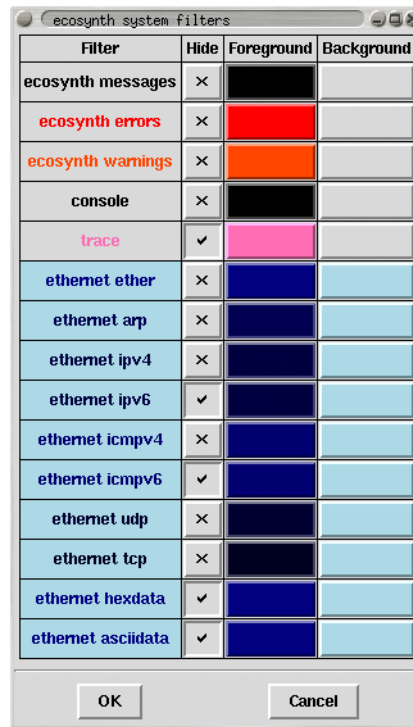 ecosynth system filters
Filter Hide Foreground Background
ecosynth messages
ecosynth errors
ecosynth warnings
console
trace
ethernet ether
ethernet arp
ethernet ipv4
ethernet ipv6
ethernet icmpv4
ethernet icmpv6
ethernet udp
ethernet tcp
ethernet hexdata
ethernet asciidata
OK Cancel